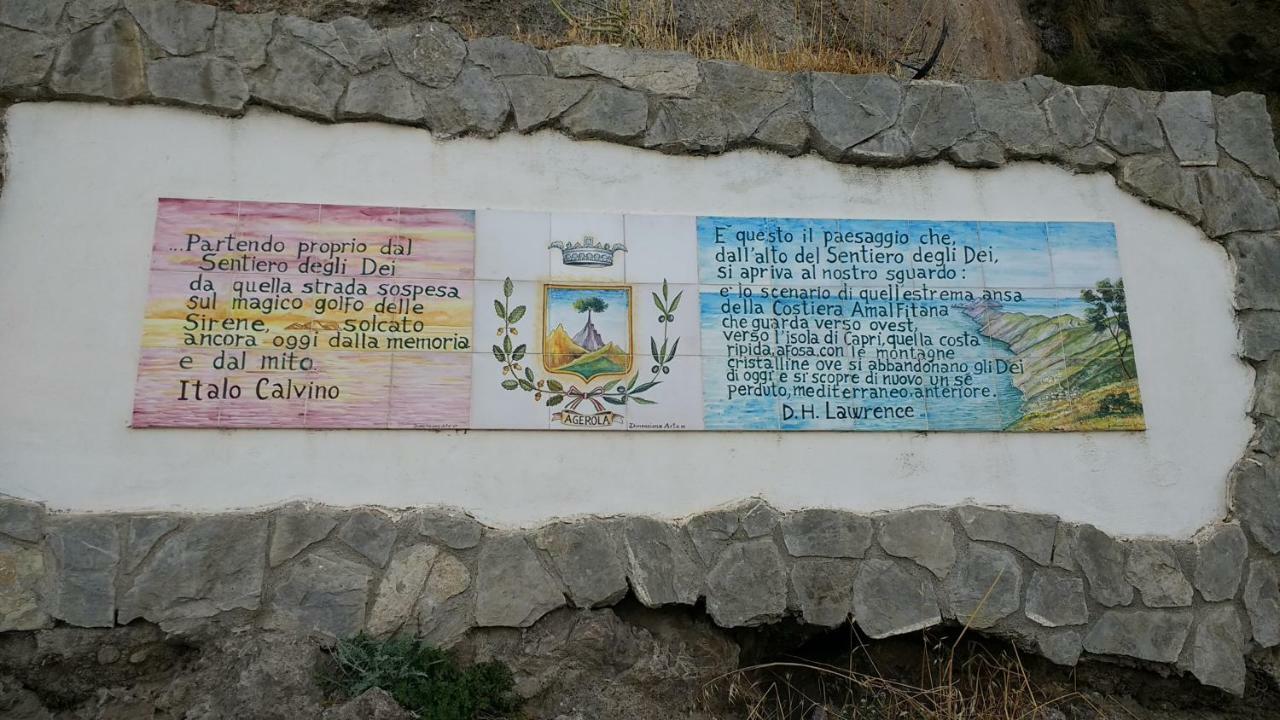 ...Partendo proprio dal
Sentiero degli Dei
da quella strada sospesa
sul magico golfo delle
Sirene, solcato
ancora oggi dalla memoria
e dal mito.
Italo Calvino
AGEROLA
Dimensione Arte
E' questo il paesaggio che,
dall'alto del Sentiero degli Dei,
si apriva al nostro sguardo:
e' lo scenario di quell'estrema ansa
della Costiera Amalfitana
che guarda verso ovest,
verso l'isola di Capri, quella costa
ripida, afosa, con le montagne
cristalline ove si abbandonano gli Dei
di oggi e si scopre di nuovo un se'
perduto, mediterraneo, anteriore.
D.H. Lawrence